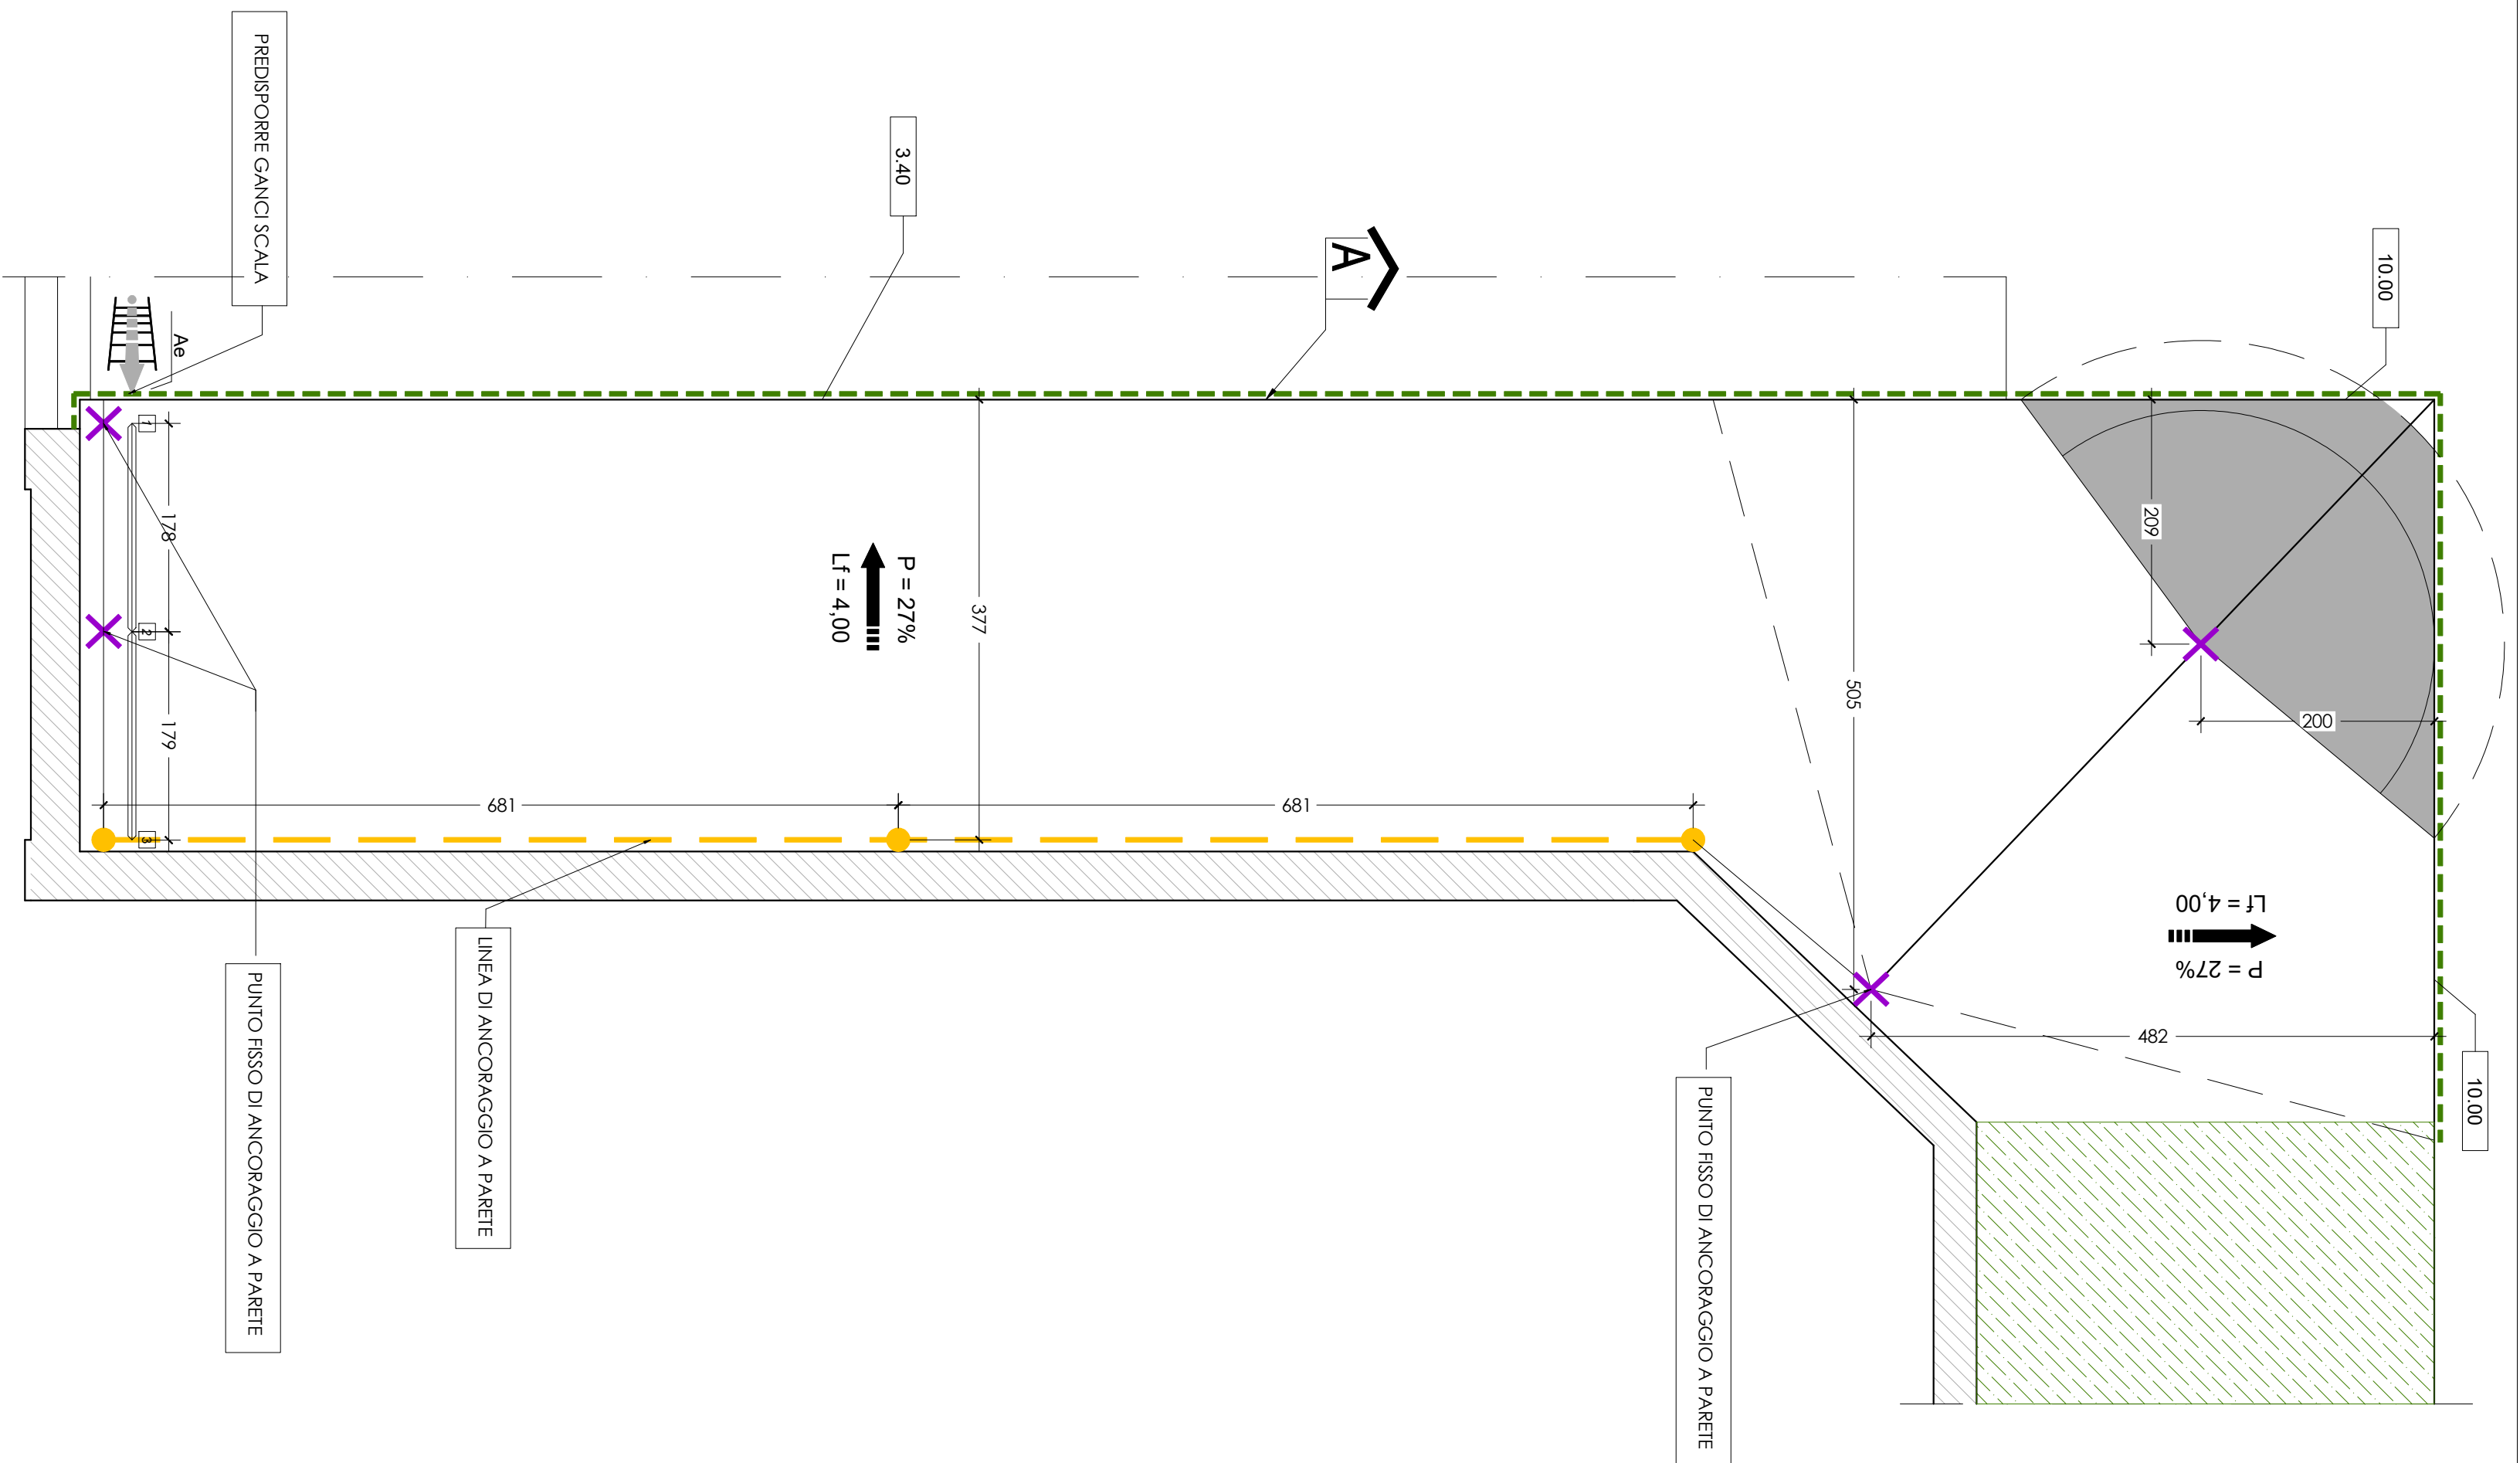 PREDISPORRE GANCI SCALA
3.40
A
10.00
Ae
1
178
2
179
3
P = 27%
Lf = 4,00
377
505
209
200
681
681
Lf = 4,00
P = 27%
482
10.00
LINEA DI ANCORAGGIO A PARETE
PUNTO FISSO DI ANCORAGGIO A PARETE
PUNTO FISSO DI ANCORAGGIO A PARETE